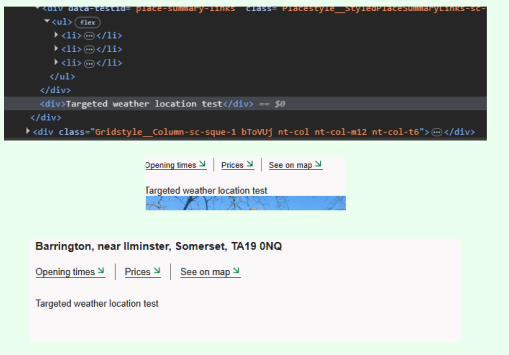 <div data-testid="place-summary-links" class="Placestyle__StyledPlaceSummaryLinks-sc-
▼<ul> flex
▶<li>…</li>
▶<li>…</li>
▶<li>…</li>
</ul>
</div>
<div>Targeted weather location test</div> == $0
</div>
▶<div class="Gridstyle__Column-sc-sque-1 bToVUj nt-col nt-col-m12 nt-col-t6">…</div>
Opening times Prices See on map
Targeted weather location test
Barrington, near Ilminster, Somerset, TA19 0NQ
Opening times Prices See on map
Targeted weather location test